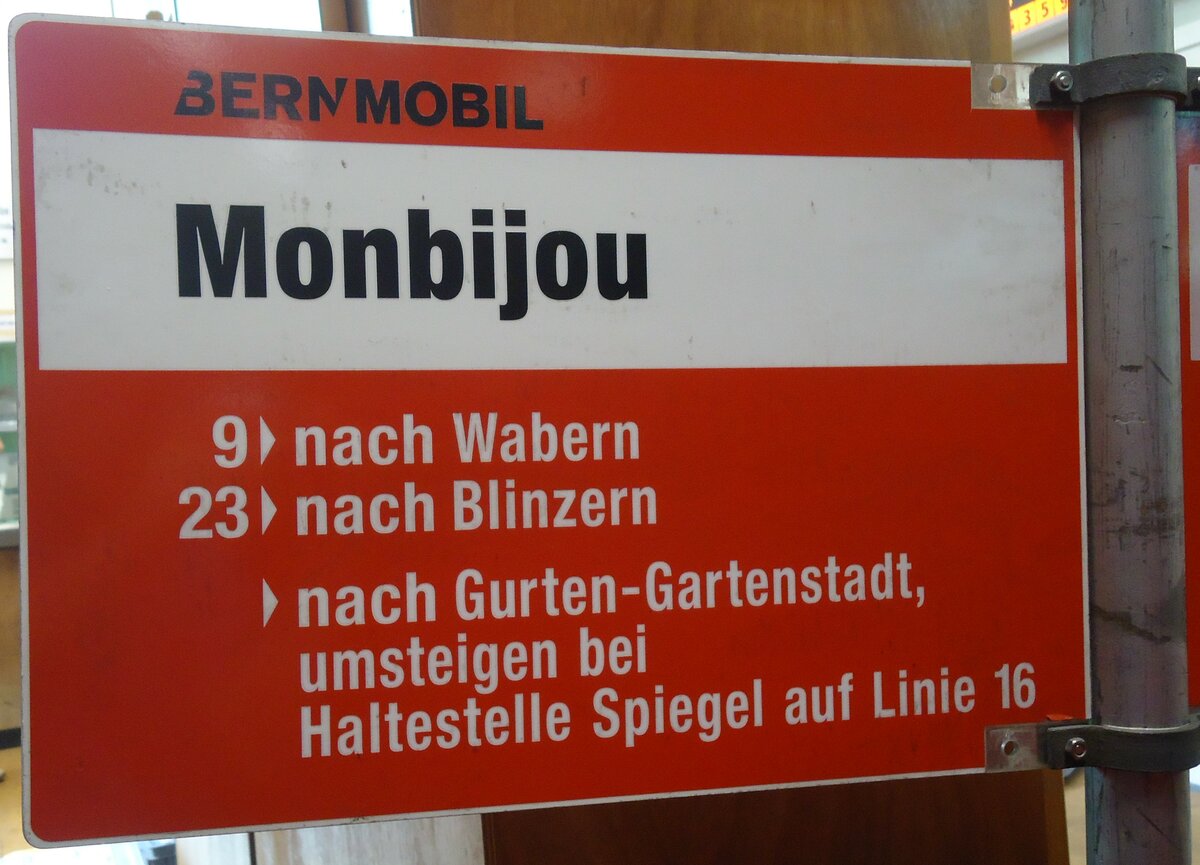 BERNMOBIL
Monbijou
9 nach Wabern
23 nach Blinzern
nach Gurten-Gartenstadt,
umsteigen bei
Haltestelle Spiegel auf Linie 16